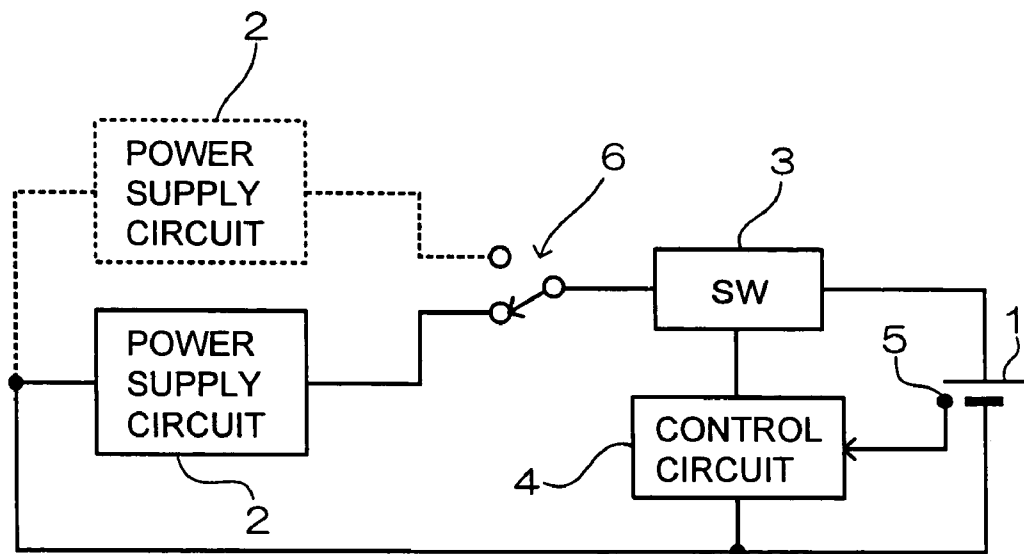 2
POWER
SUPPLY
CIRCUIT
6
3
SW
1
5
POWER
SUPPLY
CIRCUIT
2
4
CONTROL
CIRCUIT